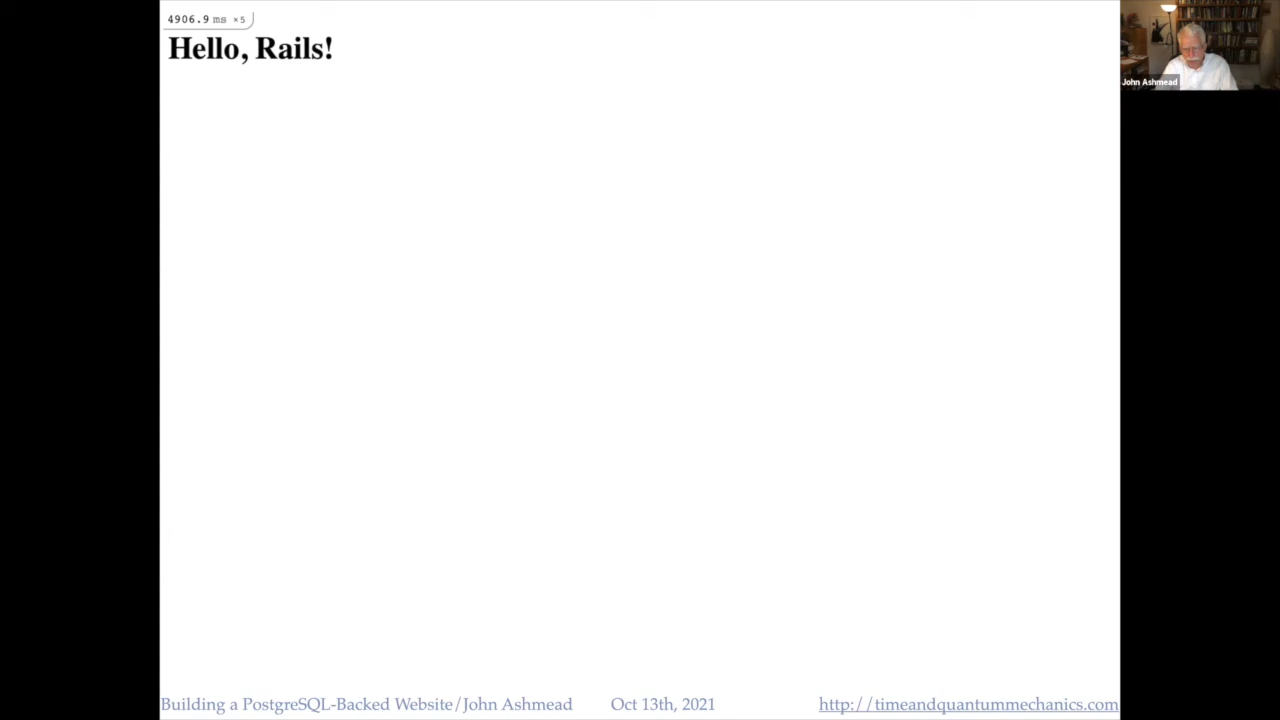 4906.9 ms ×5
Hello, Rails!
John Ashmead
Building a PostgreSQL-Backed Website/John Ashmead Oct 13th, 2021 http://timeandquantummechanics.com